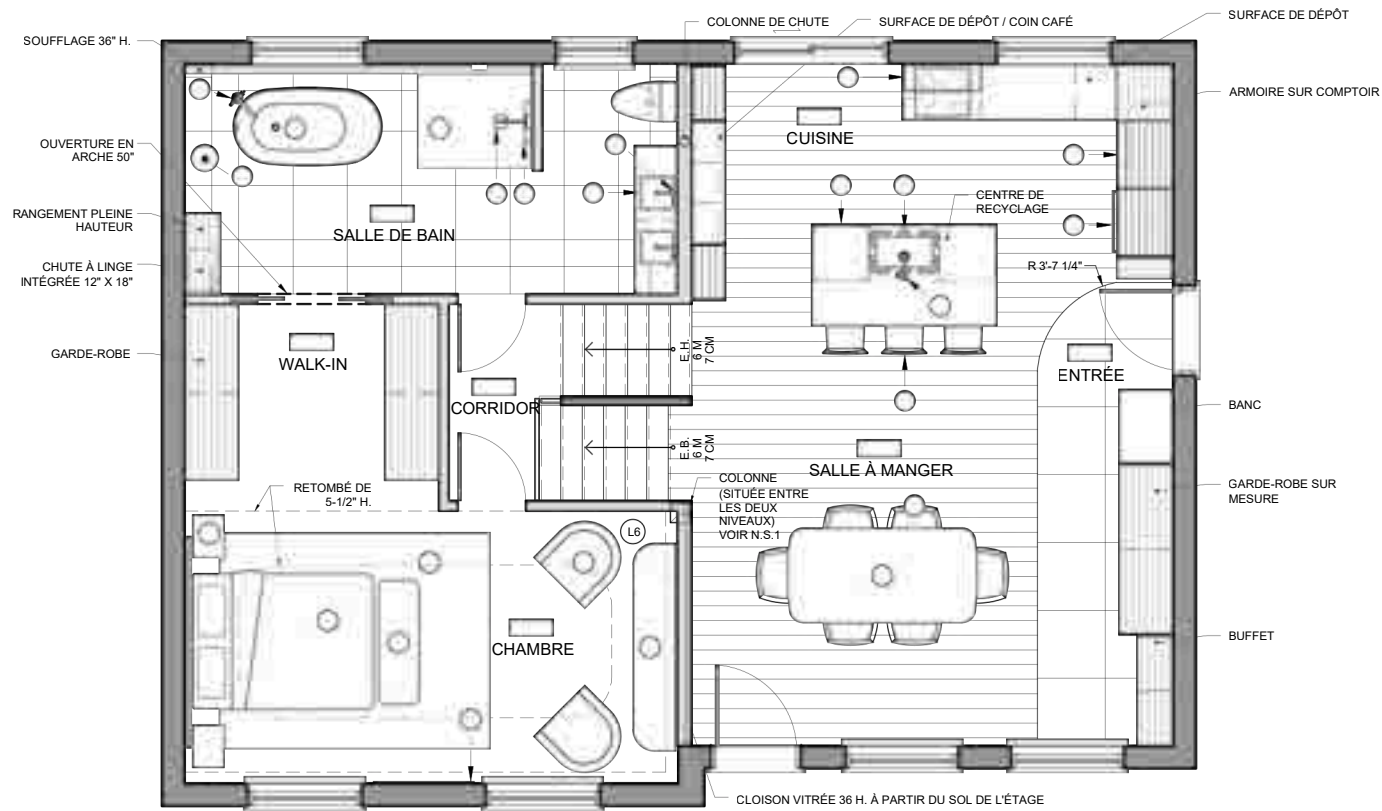 COLONNE DE CHUTE
SURFACE DE DÉPÔT / COIN CAFÉ
SURFACE DE DÉPÔT
SOUFFLAGE 36" H.
ARMOIRE SUR COMPTOIR
CUISINE
OUVERTURE EN
ARCHE 50"
CENTRE DE
RECYCLAGE
RANGEMENT PLEINE
HAUTEUR
SALLE DE BAIN
CHUTE À LINGE
INTÉGRÉE 12" X 18"
R 3'-7 1/4"
GARDE-ROBE
WALK-IN
E.H.
6 M
7 CM
ENTRÉE
CORRIDOR
BANC
E.B.
6 M
7 CM
SALLE À MANGER
RETOMBÉ DE
5-1/2" H.
COLONNE
(SITUÉE ENTRE
LES DEUX
NIVEAUX)
VOIR N.S.1
GARDE-ROBE SUR
MESURE
L6
BUFFET
CHAMBRE
CLOISON VITRÉE 36 H. À PARTIR DU SOL DE L'ÉTAGE